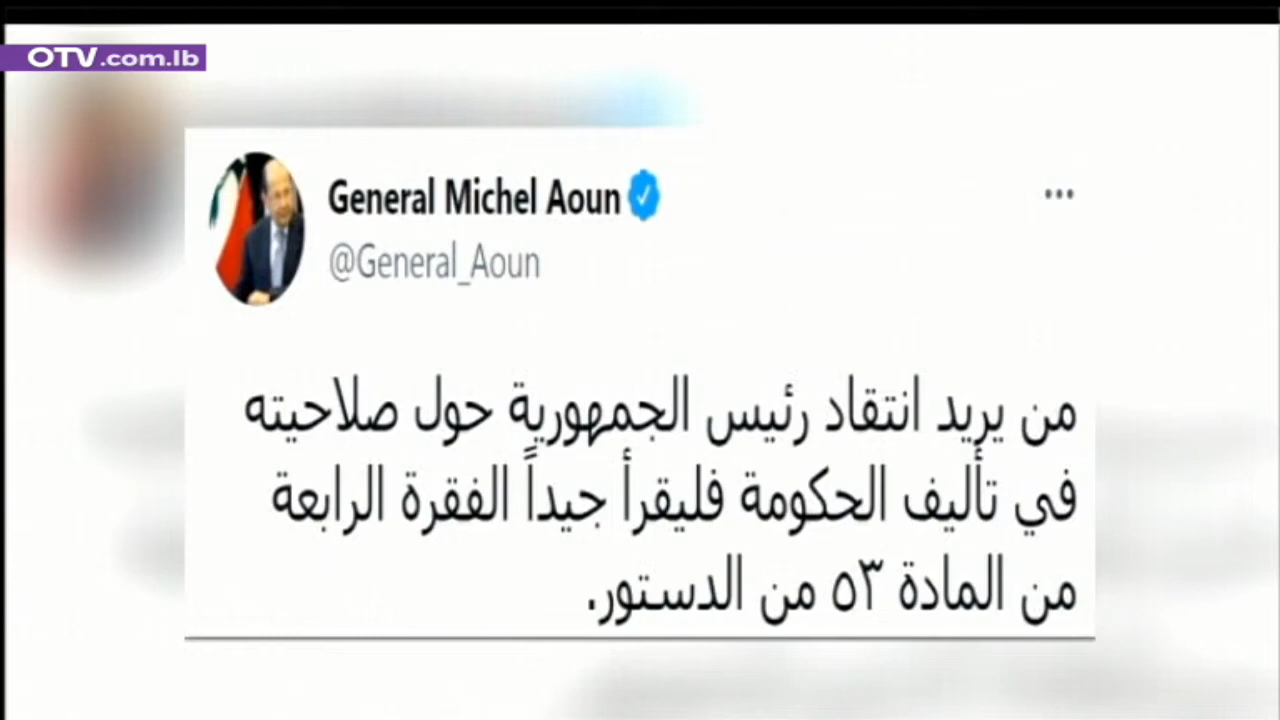 OTV.com.lb
General Michel Aoun
@General_Aoun
من يريد انتقاد رئيس الجمهورية حول صلاحيته
في تأليف الحكومة فليقرأ جيداً الفقرة الرابعة
من المادة ٥٣ من الدستور.